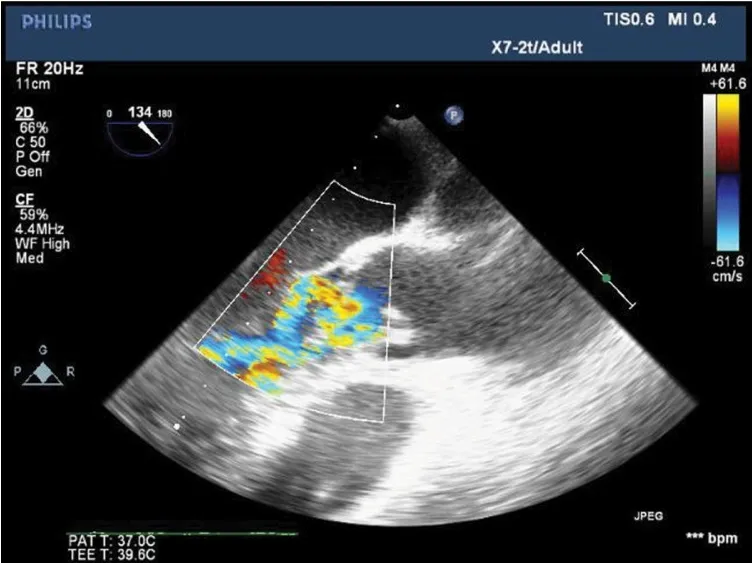 PHILIPS
TIS0.6 MI 0.4
X7-2t/Adult
FR 20Hz
11cm
M4 M4
+61.6
2D
66%
C 50
P Off
Gen
0 134 180
P
CF
59%
4.4MHz
WF High
Med
-61.6
cm/s
G
P R
JPEG
PAT T: 37.0C
TEE T: 39.6C
*** bpm